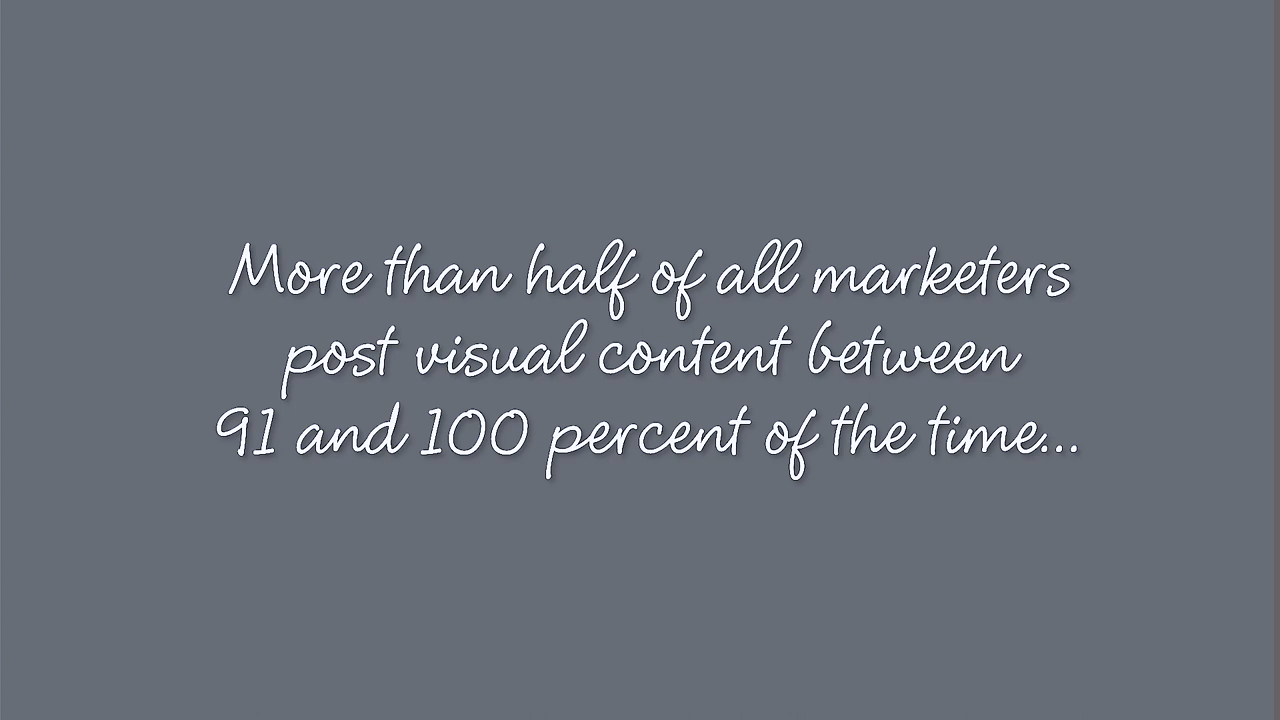 More than half of all marketers
post visual content between
91 and 100 percent of the time...